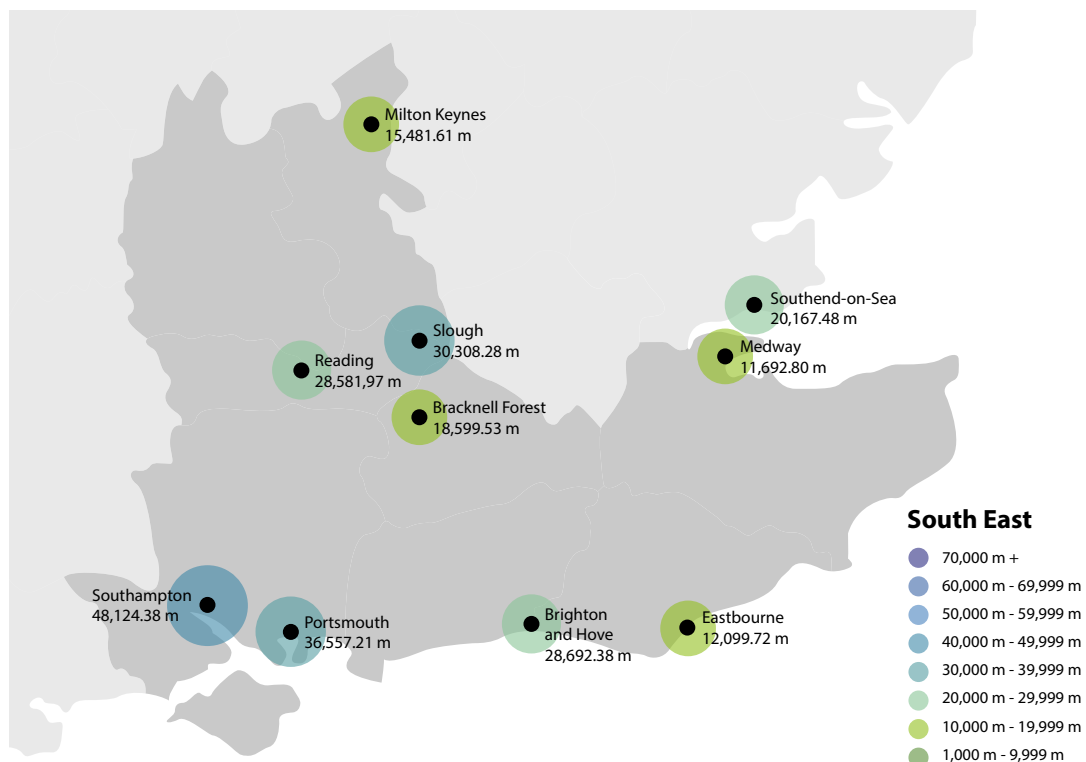 Milton Keynes
15,481.61 m
Southend-on-Sea
20,167.48 m
Slough
30,308.28 m
Medway
11,692.80 m
Reading
28,581,97 m
Bracknell Forest
18,599.53 m
Southampton
48,124.38 m
Portsmouth
36,557.21 m
Brighton
and Hove
28,692.38 m
Eastbourne
12,099.72 m
South East
70,000 m +
60,000 m - 69,999 m
50,000 m - 59,999 m
40,000 m - 49,999 m
30,000 m - 39,999 m
20,000 m - 29,999 m
10,000 m - 19,999 m
1,000 m - 9,999 m